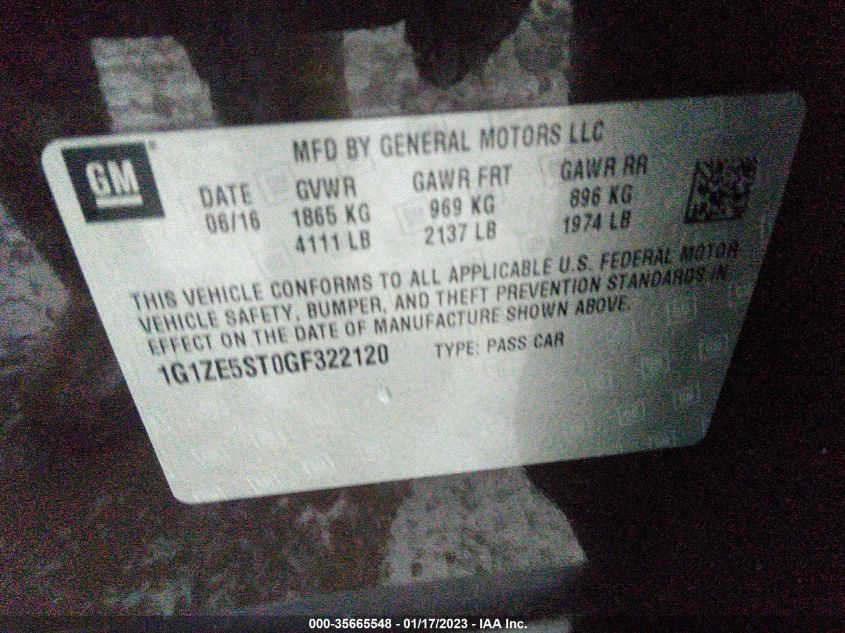 MFD BY GENERAL MOTORS LLC
GM®
DATE GVWR GAWR FRT GAWR RR
06/16 1865 KG 969 KG 896 KG
4111 LB 2137 LB 1974 LB
THIS VEHICLE CONFORMS TO ALL APPLICABLE U.S. FEDERAL MOTOR
VEHICLE SAFETY, BUMPER, AND THEFT PREVENTION STANDARDS IN
EFFECT ON THE DATE OF MANUFACTURE SHOWN ABOVE.
1G1ZE5ST0GF322120 TYPE: PASS CAR
000-35665548 - 01/17/2023 - IAA Inc.